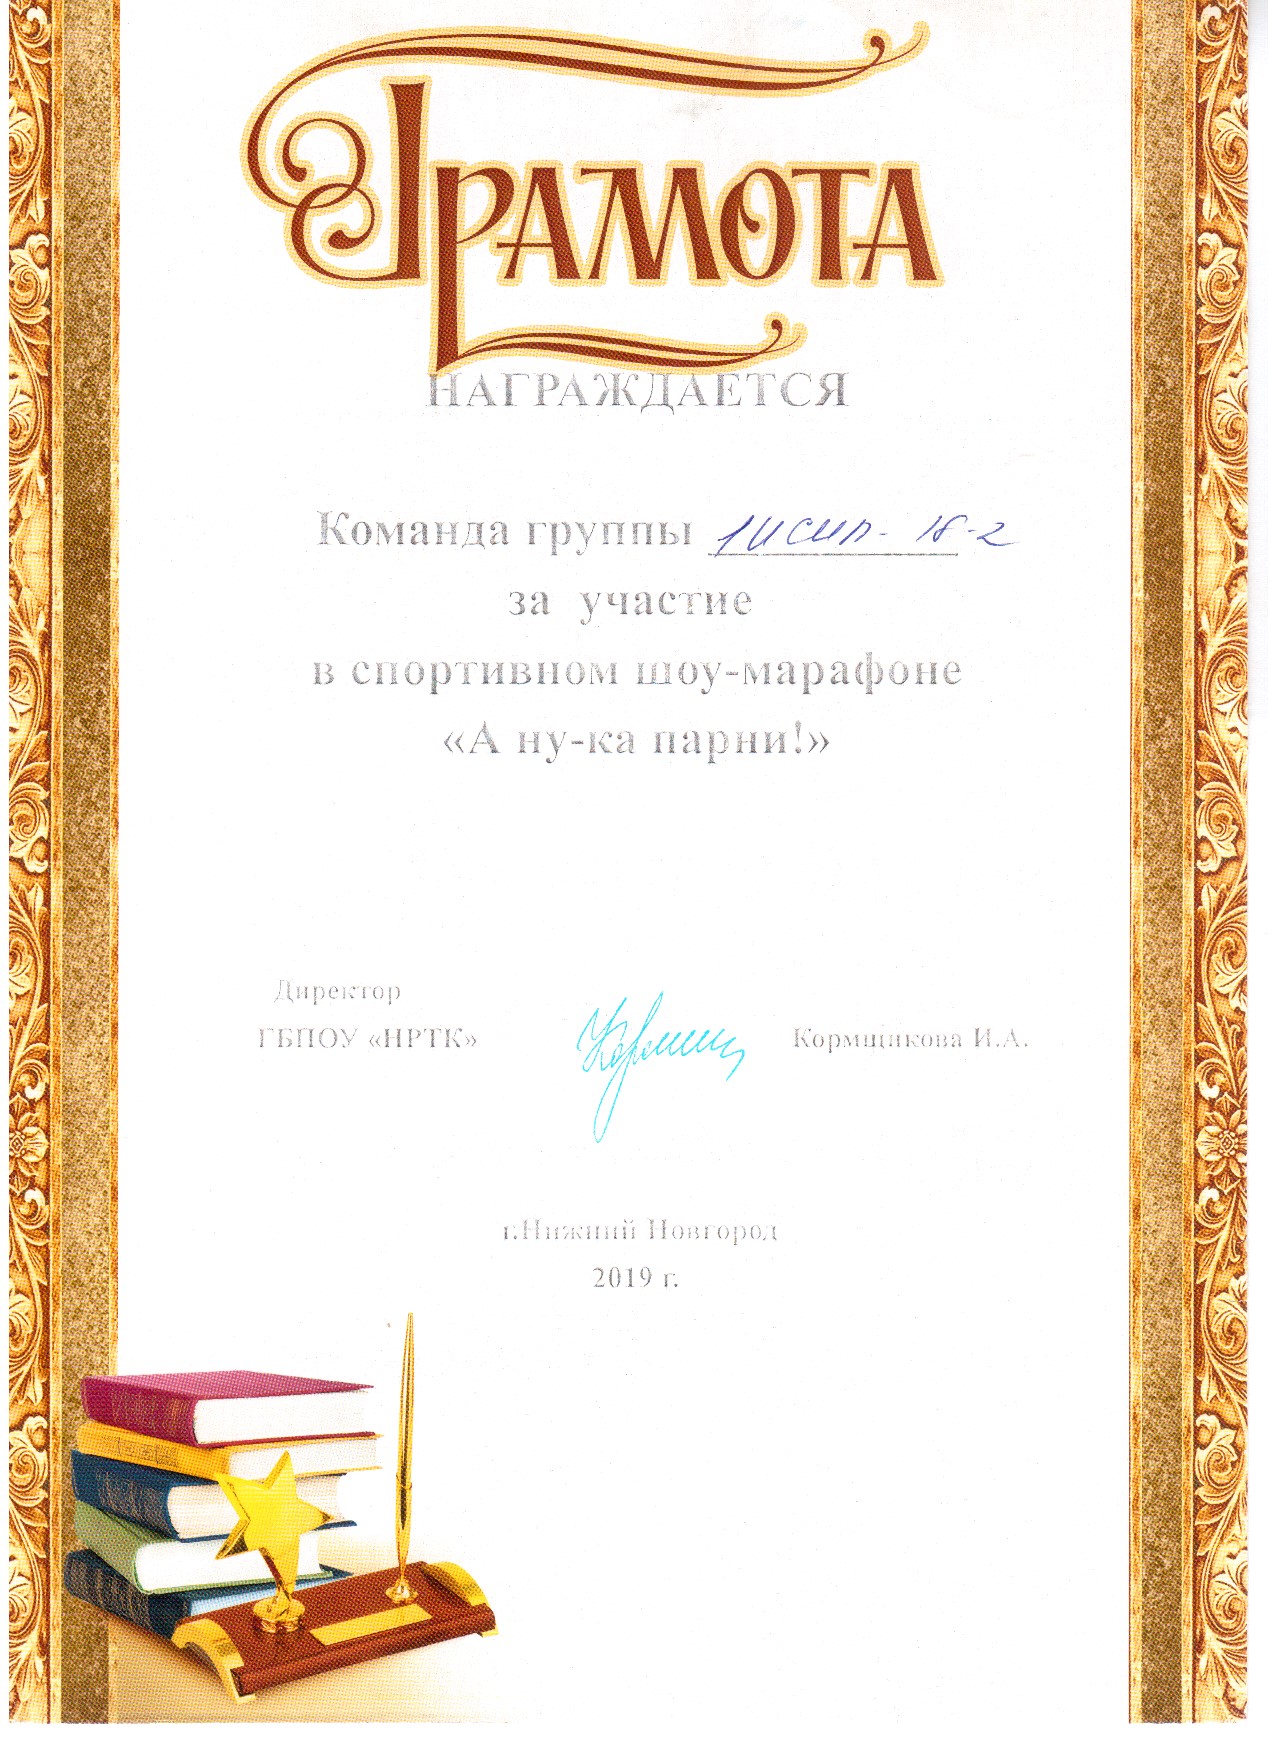 ГРАМОТА
НАГРАЖДАЕТСЯ
Команда группы 1ИСИП-18-2
за участие
в спортивном шоу-марафоне
«А ну-ка парни!»
Директор
ГБПОУ «НРТК» Кормщикова И.А.
г.Нижний Новгород
2019 г.